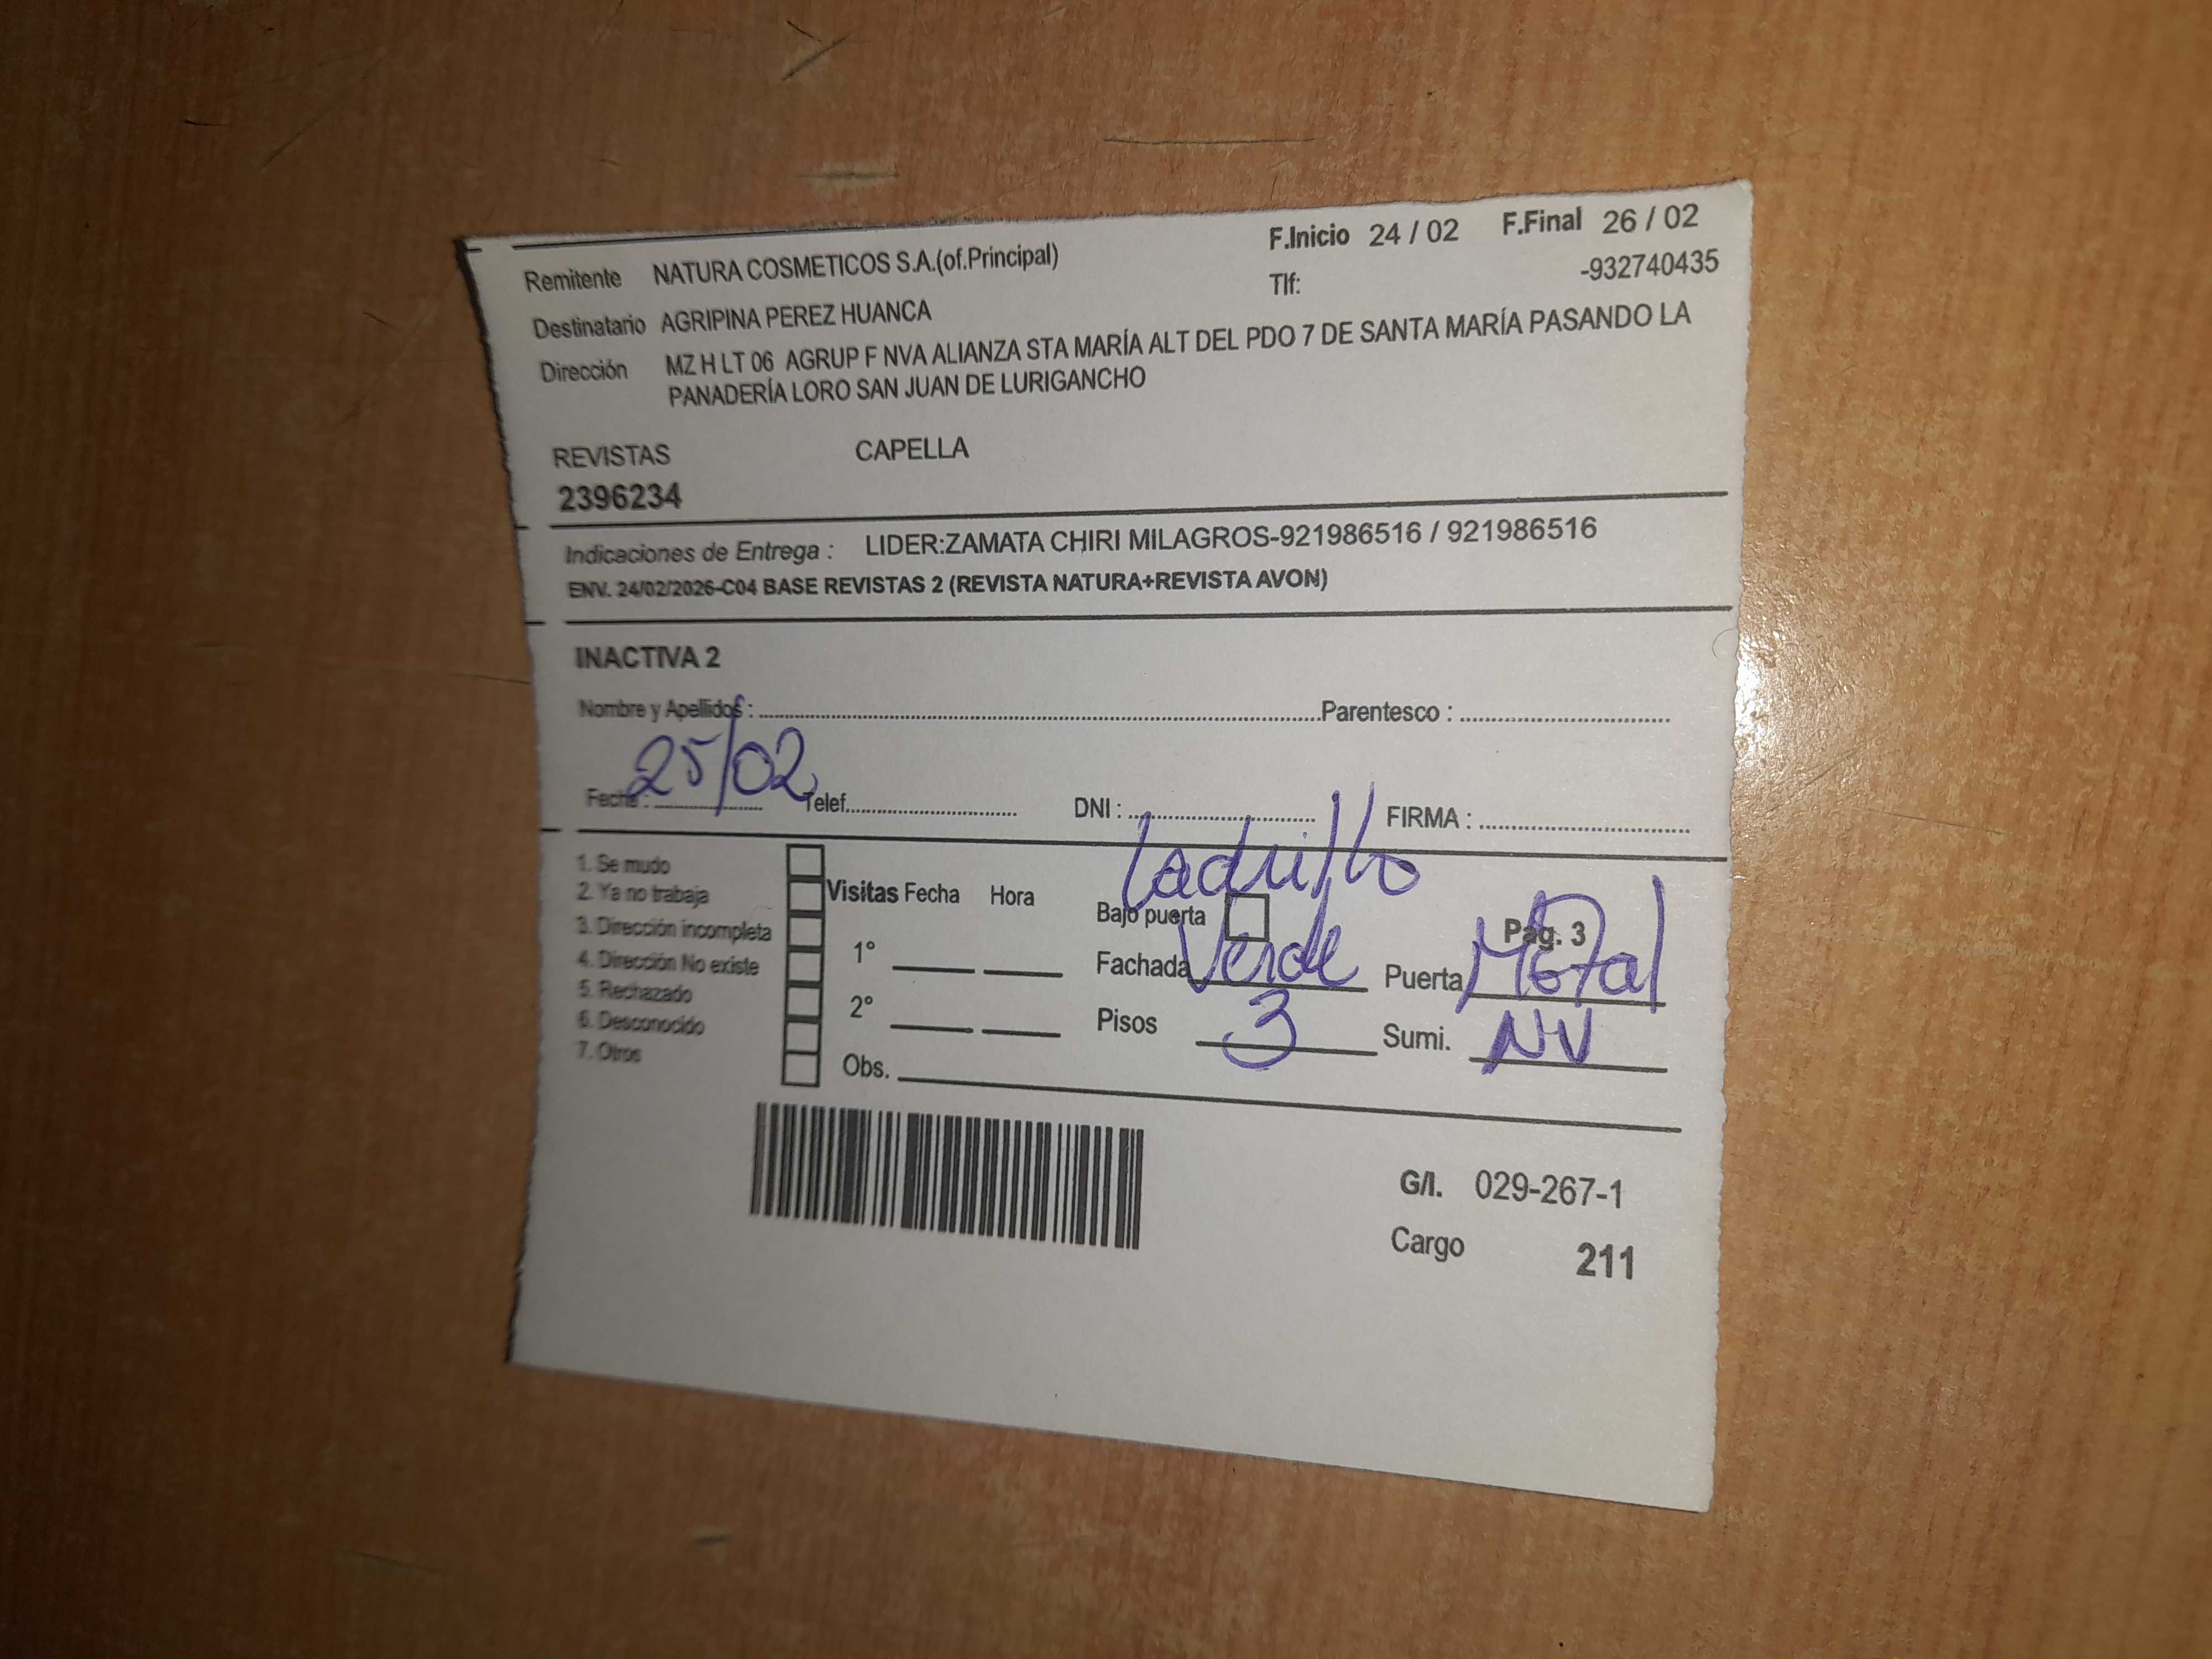 F.Inicio 24 / 02 F.Final 26 / 02
Remitente NATURA COSMETICOS S.A.(of.Principal)
Tlf: -932740435
Destinatario AGRIPINA PEREZ HUANCA
Dirección MZ H LT 06 AGRUP F NVA ALIANZA STA MARÍA ALT DEL PDO 7 DE SANTA MARÍA PASANDO LA
PANADERÍA LORO SAN JUAN DE LURIGANCHO
REVISTAS CAPELLA
2396234
Indicaciones de Entrega : LIDER:ZAMATA CHIRI MILAGROS-921986516 / 921986516
ENV. 24/02/2026-C04 BASE REVISTAS 2 (REVISTA NATURA+REVISTA AVON)
INACTIVA 2
Nombre y Apellidos : Parentesco :
Fecha : 25/02 Telef. DNI : FIRMA :
1. Se mudo
2. Ya no trabaja
3. Dirección incompleta
4. Dirección No existe
5. Rechazado
6. Desconocido
7. Otros
Visitas Fecha Hora
1°
2°
Obs.
Ladrillo
Bajo puerta Pag. 3
Fachada Verde Puerta Metal
Pisos 3 Sumi. NV
G/I. 029-267-1
Cargo 211